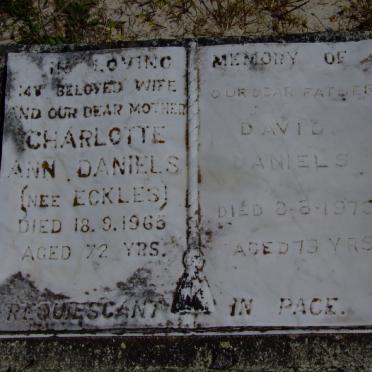 IN LOVING MEMORY OF
MY BELOVED WIFE
AND OUR DEAR MOTHER
CHARLOTTE
ANN DANIELS
(NEE ECKLES)
DIED 18.9.1965
AGED 72 YRS.
OUR DEAR FATHER
DAVID
DANIELS
DIED
AGED YRS
REQUIESCANT IN PACE.